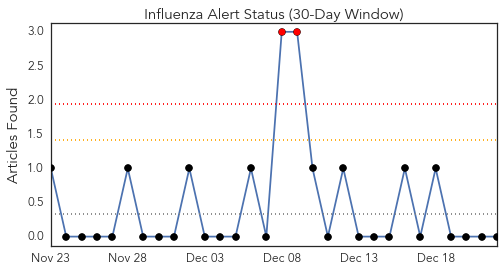 Influenza Alert Status (30-Day Window)
Articles Found
3.0
2.5
2.0
1.5
1.0
0.5
0.0
Nov 23 Nov 28 Dec 03 Dec 08 Dec 13 Dec 18